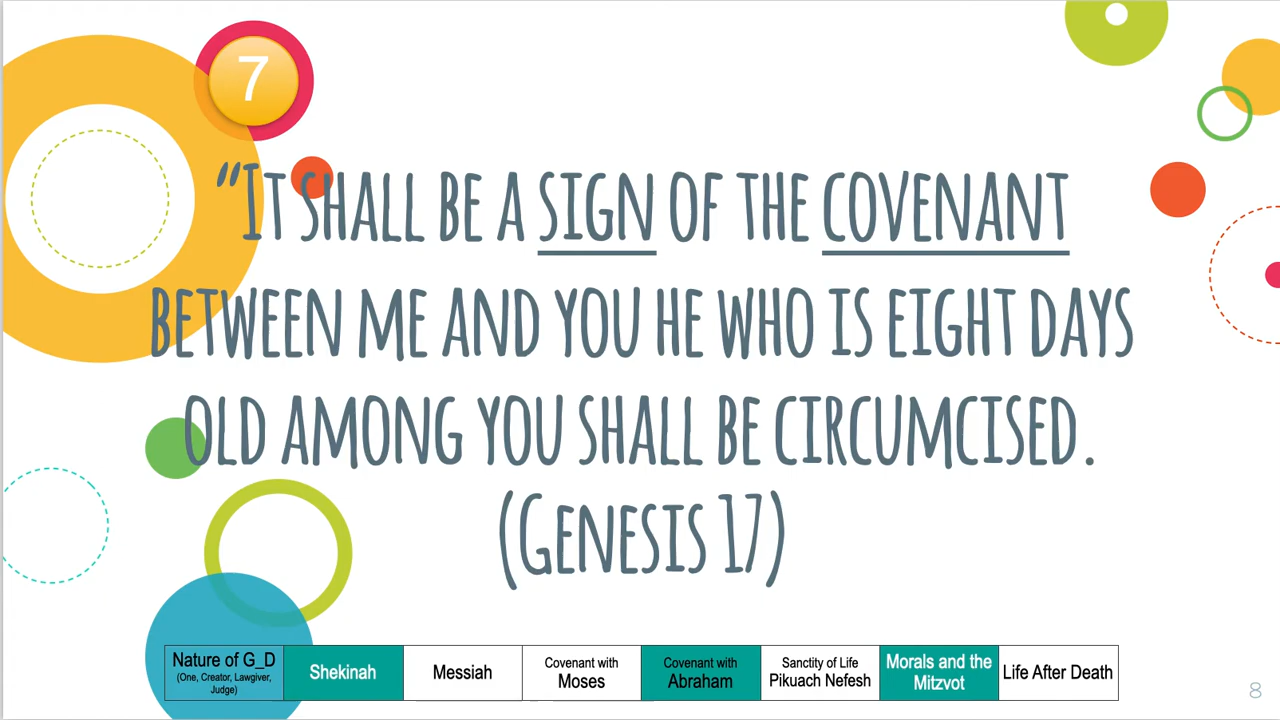 7
“It shall be a sign of the covenant
between me and you he who is eight days
old among you shall be circumcised.
(Genesis 17)
Nature of G_D
(One, Creator, Lawgiver,
Judge)
Shekinah
Messiah
Covenant with
Moses
Covenant with
Abraham
Sanctity of Life
Pikuach Nefesh
Morals and the
Mitzvot
Life After Death
8